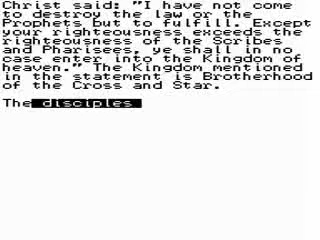 Christ said: "I have not come
to destroy the law or the
Prophets but to fulfill. Except
your righteousness exceeds the
righteousness of the Scribes
and Pharisees, ye shall in no
case enter into the Kingdom of
heaven." The Kingdom mentioned
in the statement is Brotherhood
of the Cross and Star.
The disciples